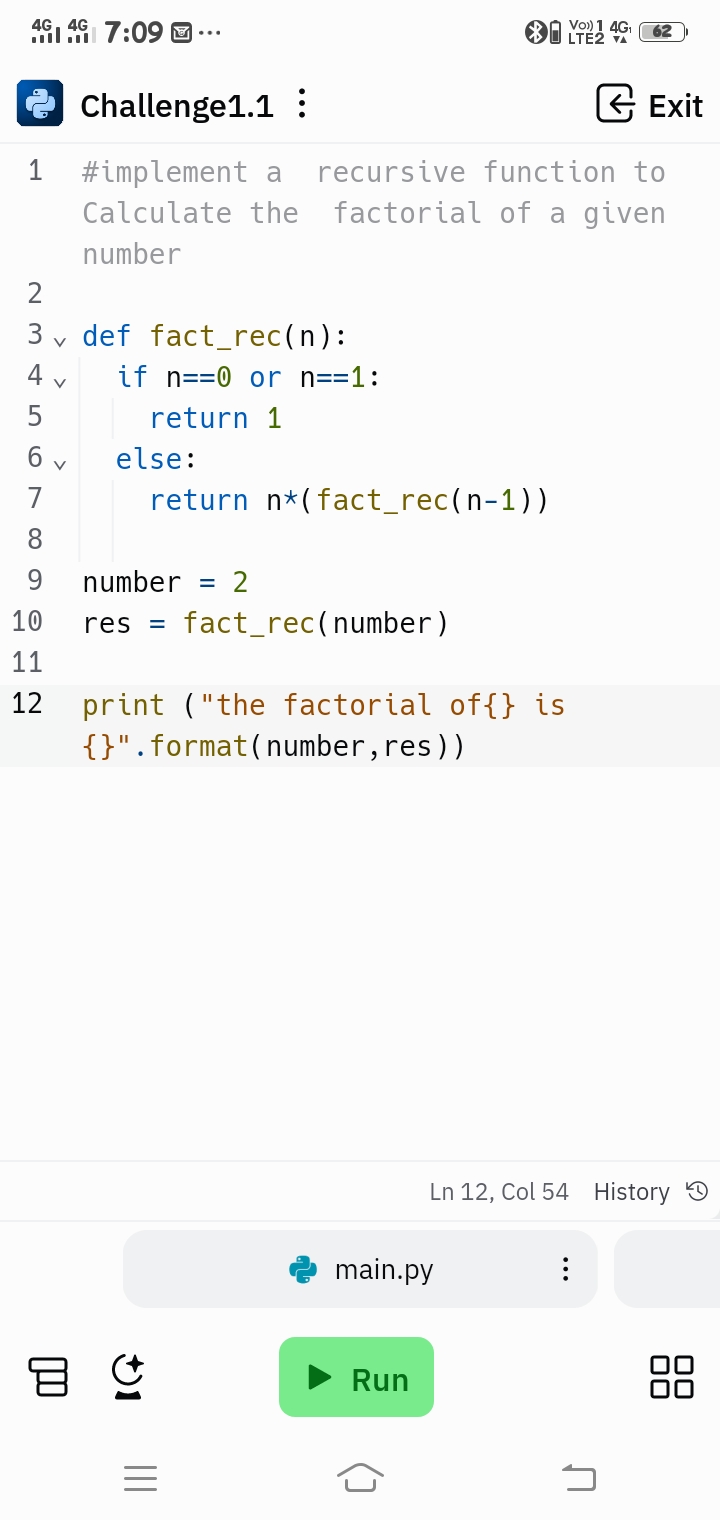 4G 4G 7:09 ... Vo)) 1 LTE2 4G 62
Challenge1.1 Exit
1 #implement a  recursive function to
Calculate the  factorial of a given
number
2
3 def fact_rec(n):
4   if n==0 or n==1:
5     return 1
6   else:
7     return n*(fact_rec(n-1))
8
9 number = 2
10 res = fact_rec(number)
11
12 print ("the factorial of{} is
{}".format(number,res))
Ln 12, Col 54 History
main.py
Run